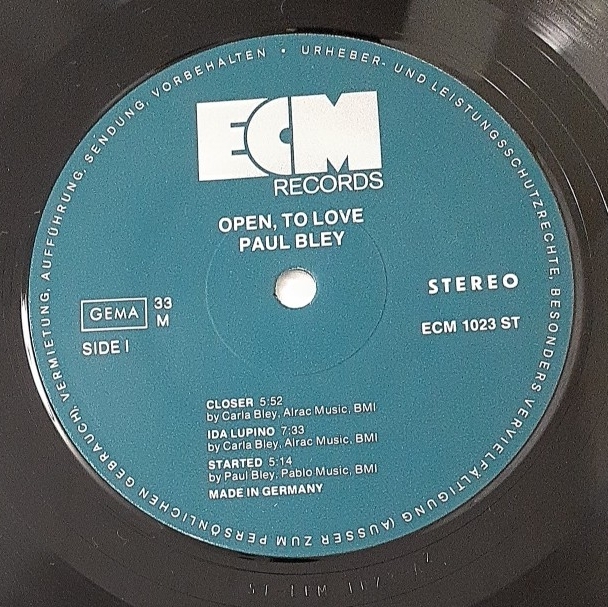 URHEBER- UND LEISTUNGSSCHUTZRECHTE, BESONDERS VERVIELFÄLTIGUNG (AUSSER ZUM PERSÖNLICHEN GEBRAUCH), VERMIETUNG, AUFFÜHRUNG, SENDUNG, VORBEHALTEN •
ECM
RECORDS
OPEN, TO LOVE
PAUL BLEY
STEREO
GEMA 33
M
ECM 1023 ST
SIDE I
CLOSER 5:52
by Carla Bley, Alrac Music, BMI
IDA LUPINO 7:33
by Carla Bley, Alrac Music, BMI
STARTED 5:14
by Paul Bley, Pablo Music, BMI
MADE IN GERMANY